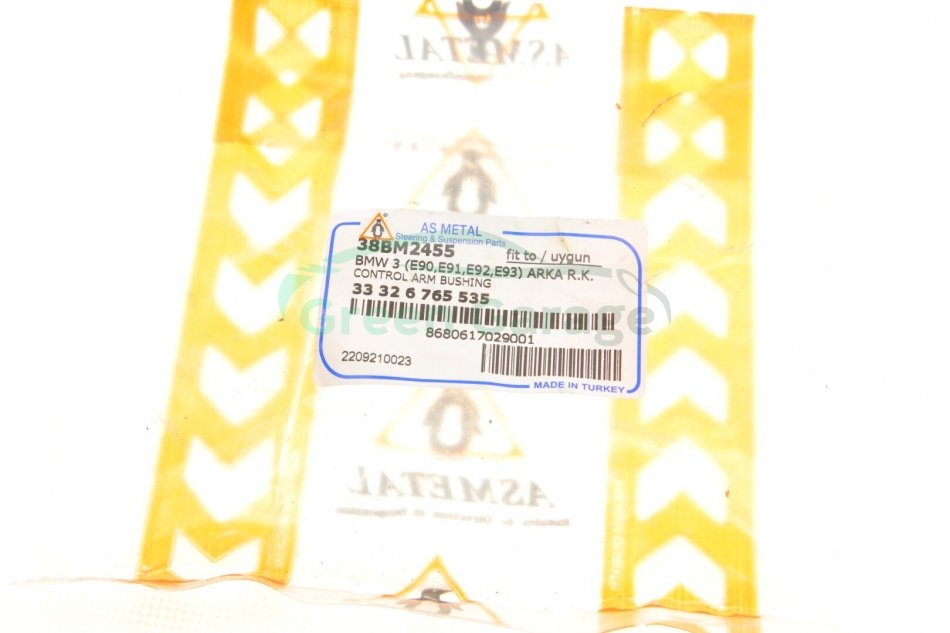 ASMETAL
AS METAL
Steering & Suspension Parts
38BM2455 fit to / uygun
BMW 3 (E90,E91,E92,E93) ARKA R.K.
CONTROL ARM BUSHING
33 32 6 765 535
Green Garage
8680617029001
2209210023
MADE IN TURKEY
ASMETAL